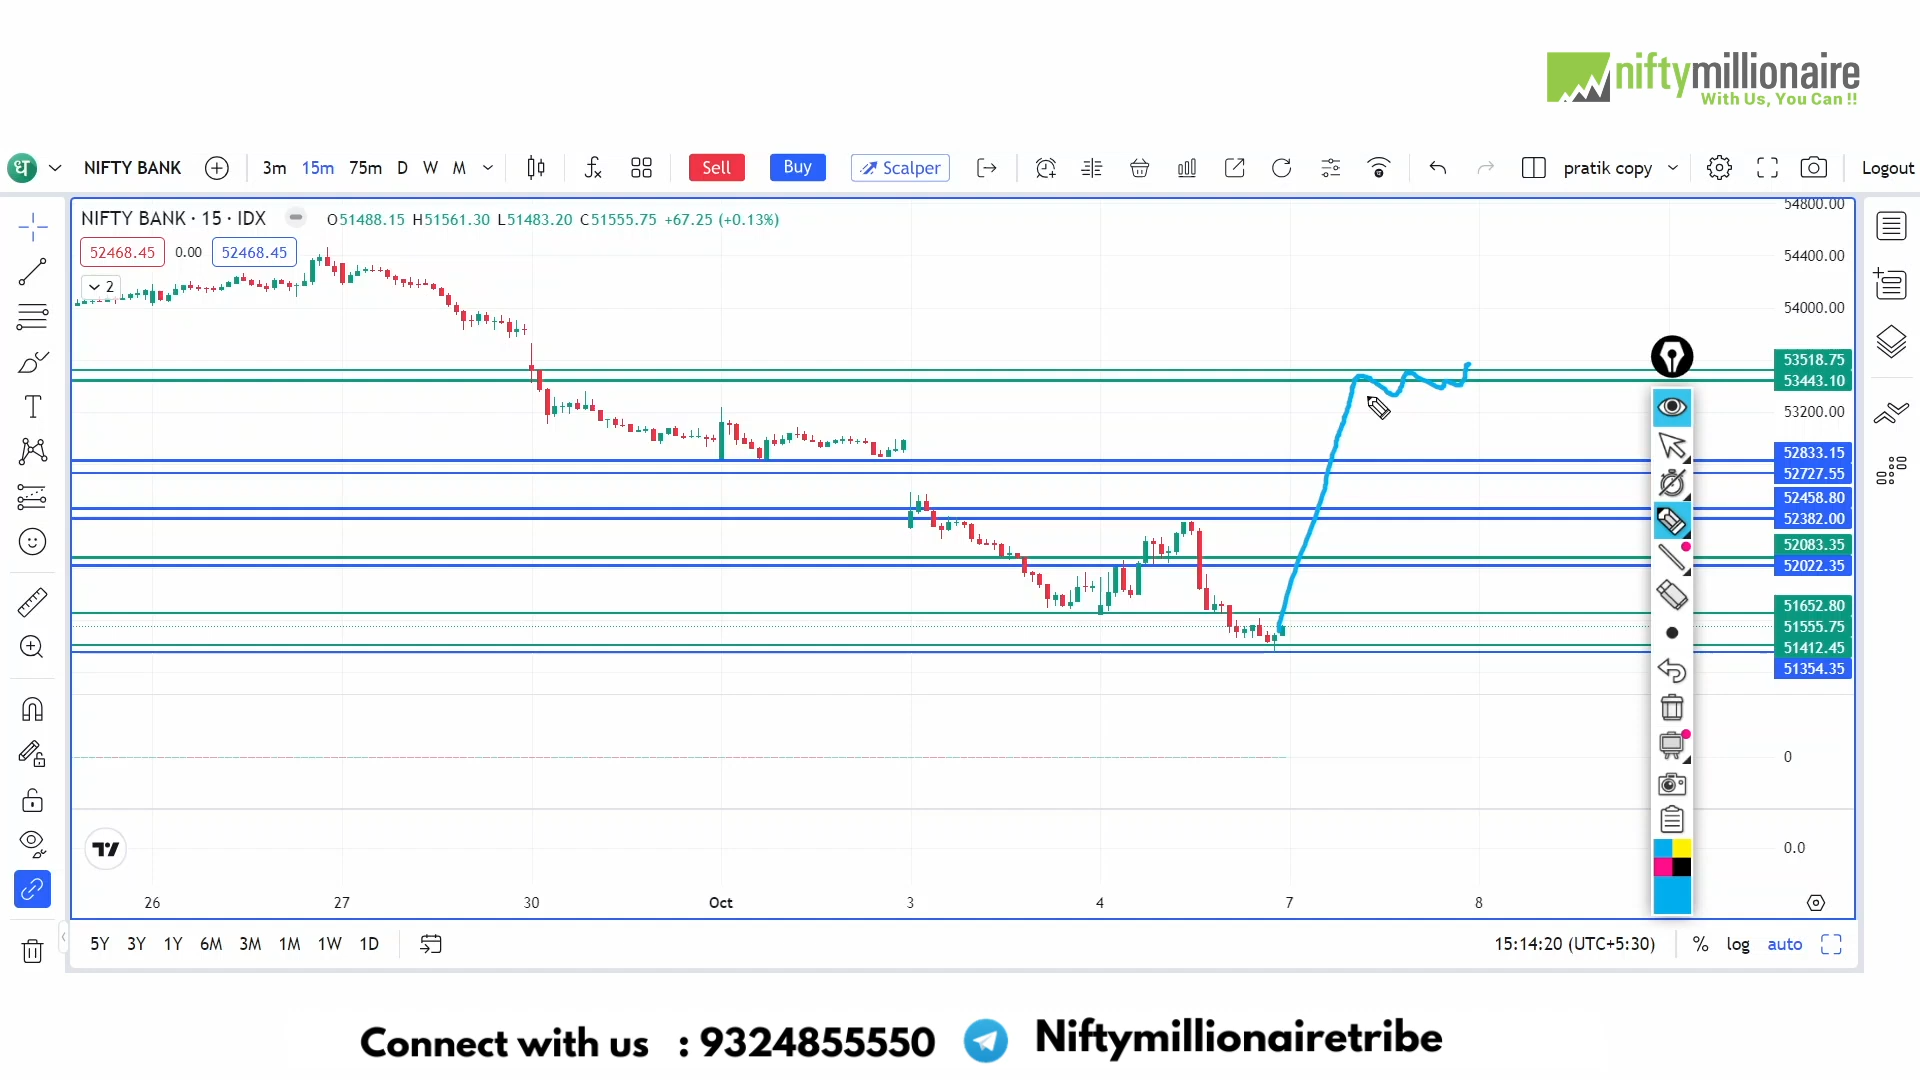 niftymillionaire
With Us, You Can !!
धा NIFTY BANK 3m 15m 75m D W M Sell Buy Scalper pratik copy Logout
NIFTY BANK · 15 · IDX O51488.15 H51561.30 L51483.20 C51555.75 +67.25 (+0.13%)
52468.45 0.00 52468.45
2
54800.00
54400.00
54000.00
53518.75
53443.10
53200.00
52833.15
52727.55
52458.80
52382.00
52083.35
52022.35
51652.80
51555.75
51412.45
51354.35
0
0.0
26 27 30 Oct 3 4 7 8
5Y 3Y 1Y 6M 3M 1M 1W 1D 15:14:20 (UTC+5:30) % log auto
Connect with us : 9324855550 Niftymillionairetribe